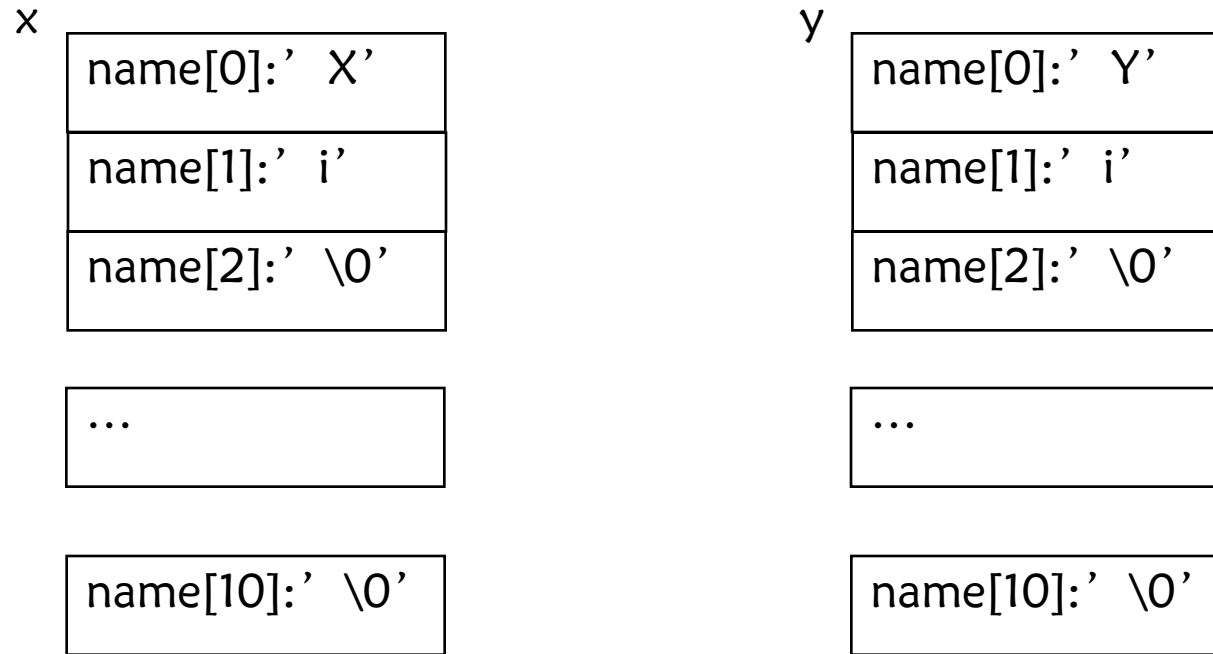 x
name[0]:’ X’
name[1]:’ i’
name[2]:’ \0’
...
name[10]:’ \0’
y
name[0]:’ Y’
name[1]:’ i’
name[2]:’ \0’
...
name[10]:’ \0’